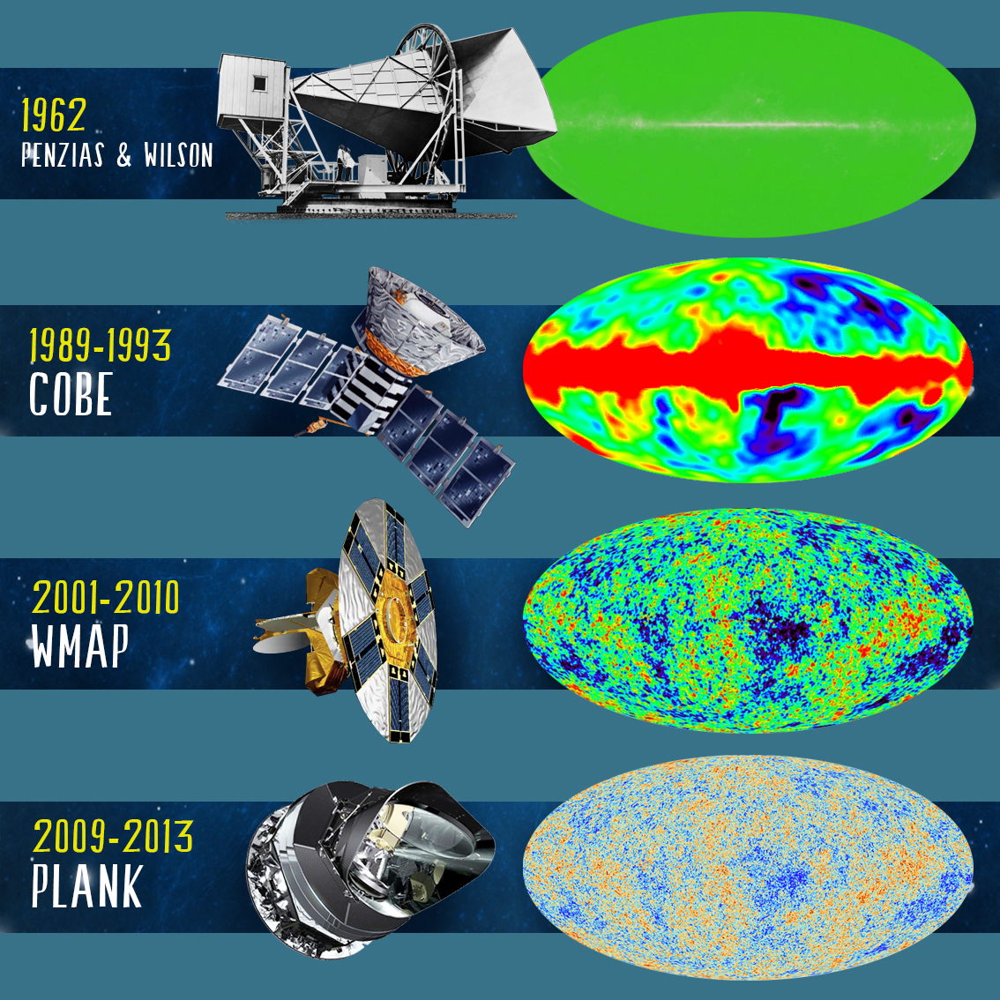 1962
PENZIAS & WILSON
1989-1993
COBE
2001-2010
WMAP
2009-2013
PLANK